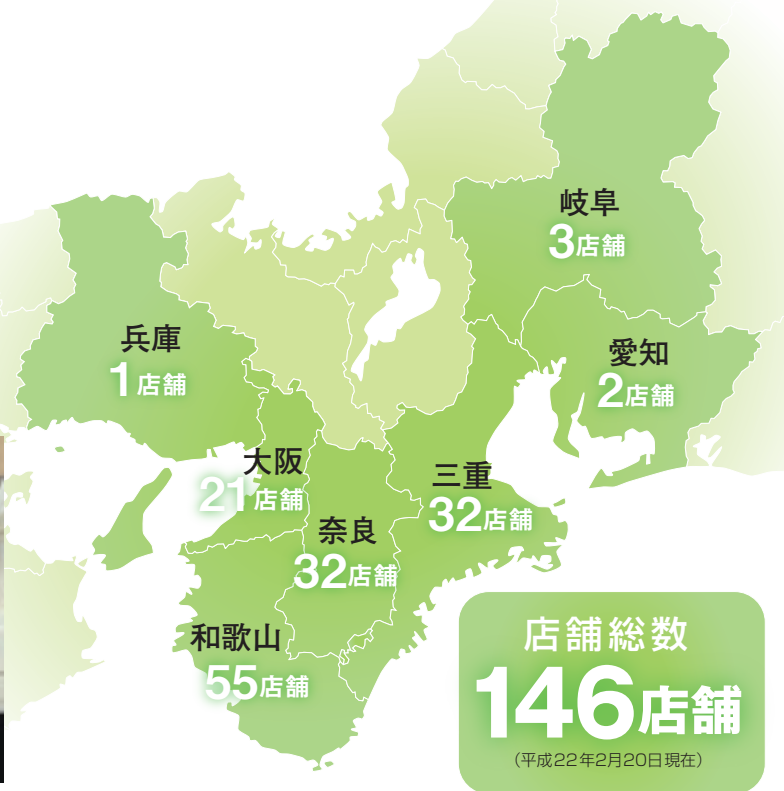 岐阜
3店舗
兵庫
1店舗
愛知
2店舗
大阪
21店舗
三重
32店舗
奈良
32店舗
和歌山
55店舗
店舗総数
146店舗
(平成22年2月20日現在)